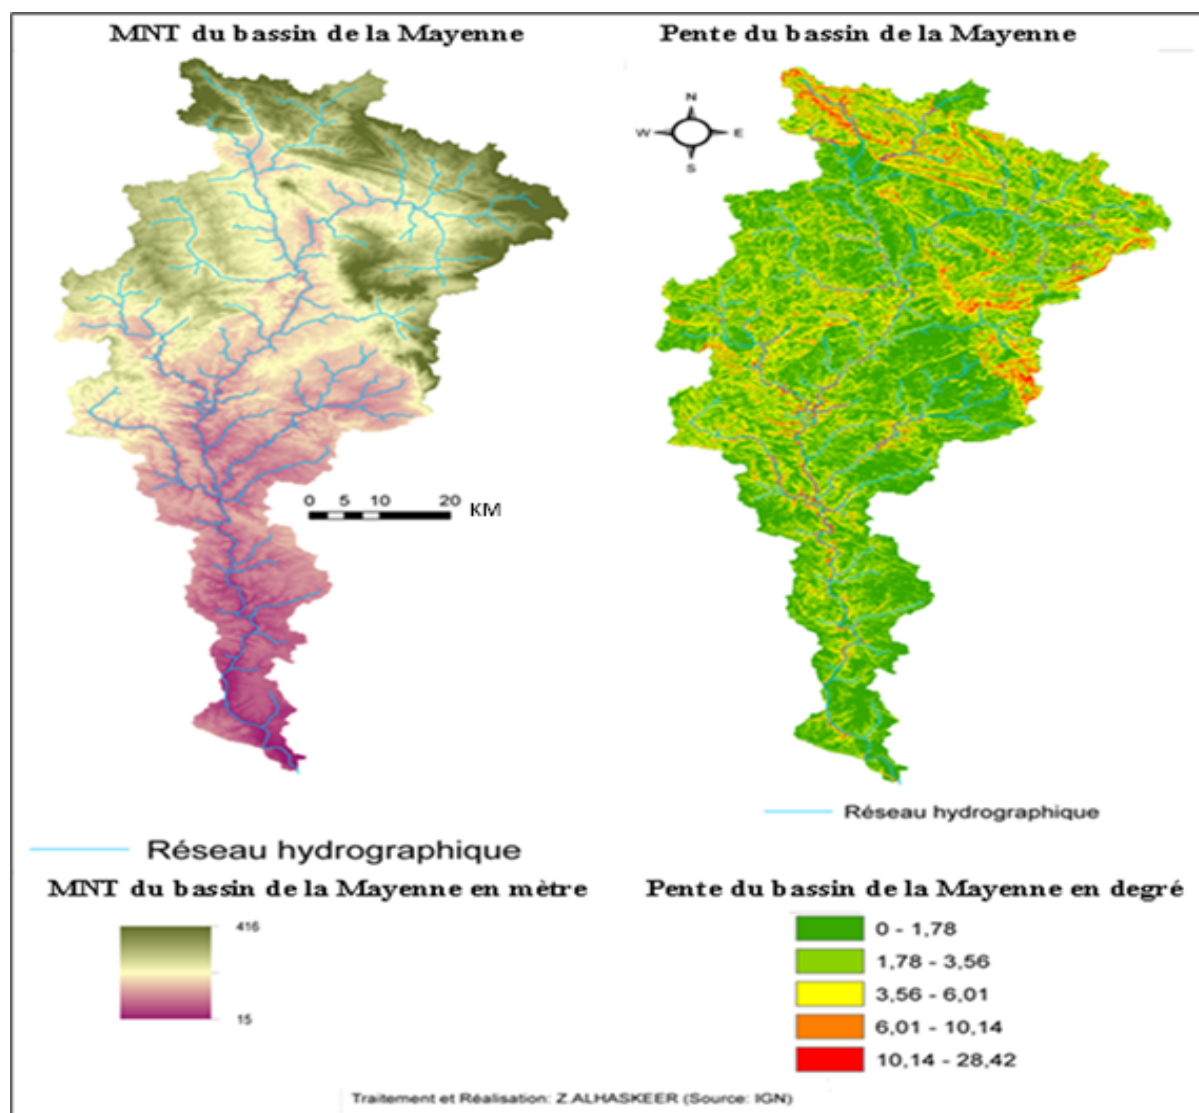 MNT du bassin de la Mayenne
Pente du bassin de la Mayenne
N
W E
S
0 5 10 20 KM
Réseau hydrographique
Réseau hydrographique
MNT du bassin de la Mayenne en mètre
416
15
Pente du bassin de la Mayenne en degré
0 - 1,78
1,78 - 3,56
3,56 - 6,01
6,01 - 10,14
10,14 - 28,42
Traitement et Réalisation: Z.ALHASKEER (Source: IGN)